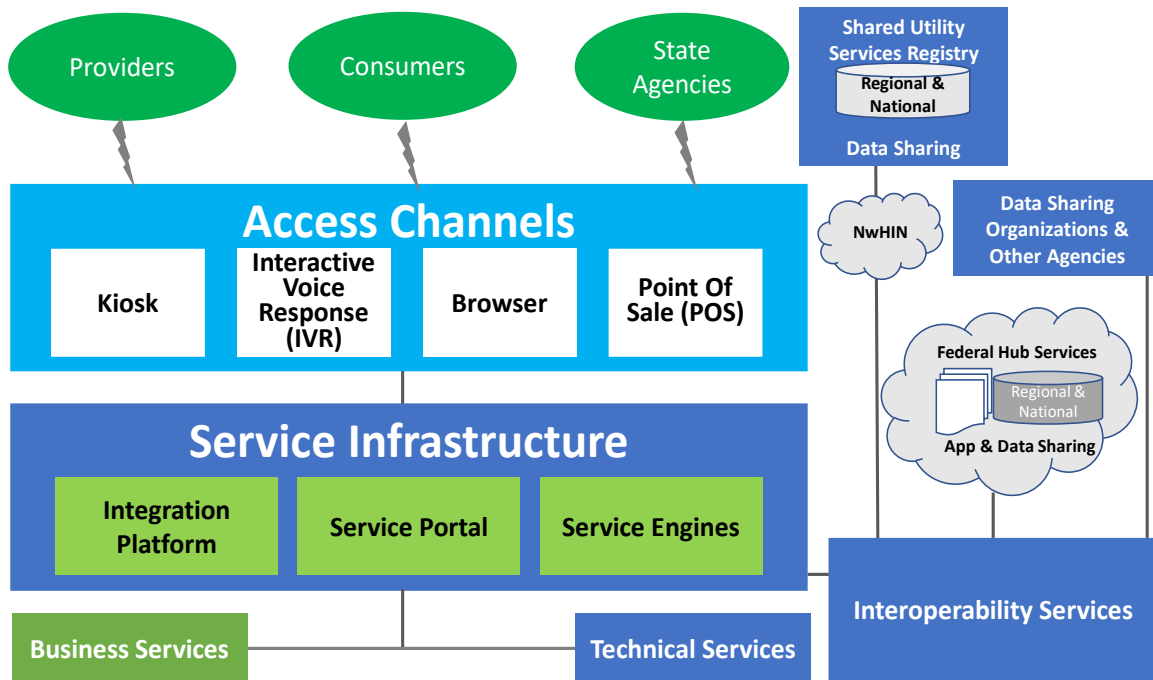 Providers
Consumers
State
Agencies
Shared Utility
Services Registry
Regional &
National
Data Sharing
Access Channels
Kiosk
Interactive
Voice
Response
(IVR)
Browser
Point Of
Sale (POS)
NwHIN
Data Sharing
Organizations &
Other Agencies
Federal Hub Services
Regional &
National
App & Data Sharing
Service Infrastructure
Integration
Platform
Service Portal
Service Engines
Interoperability Services
Business Services
Technical Services